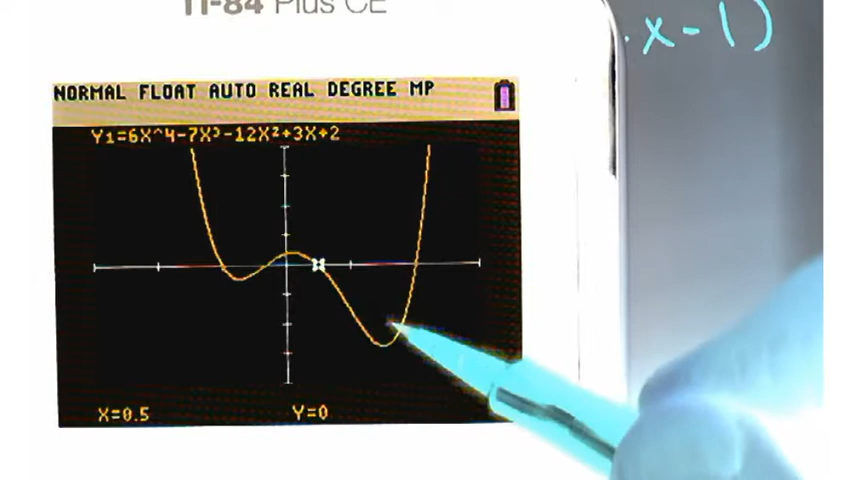 TI-84 Plus CE
x-1)
NORMAL FLOAT AUTO REAL DEGREE MP
Y1=6X^4-7X³-12X²+3X+2
X=0.5 Y=0